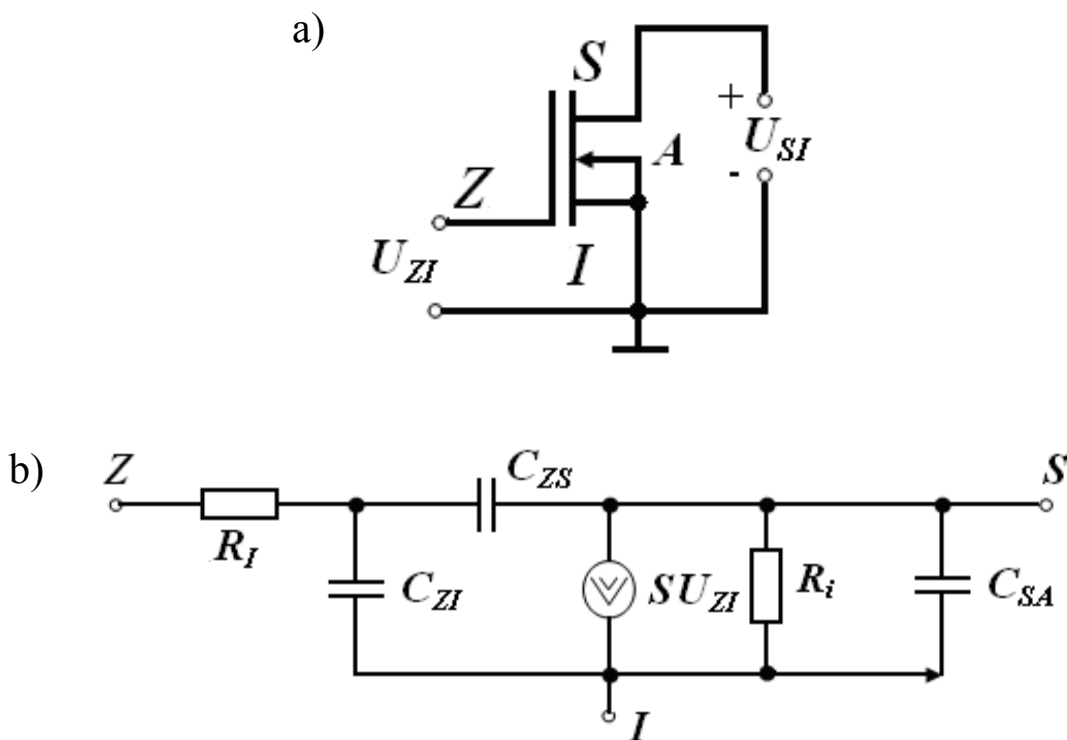 a)
S
+
A
U_SI
-
Z
U_ZI
I
b)
Z
C_ZS
S
R_I
C_ZI
SU_ZI
R_i
C_SA
I